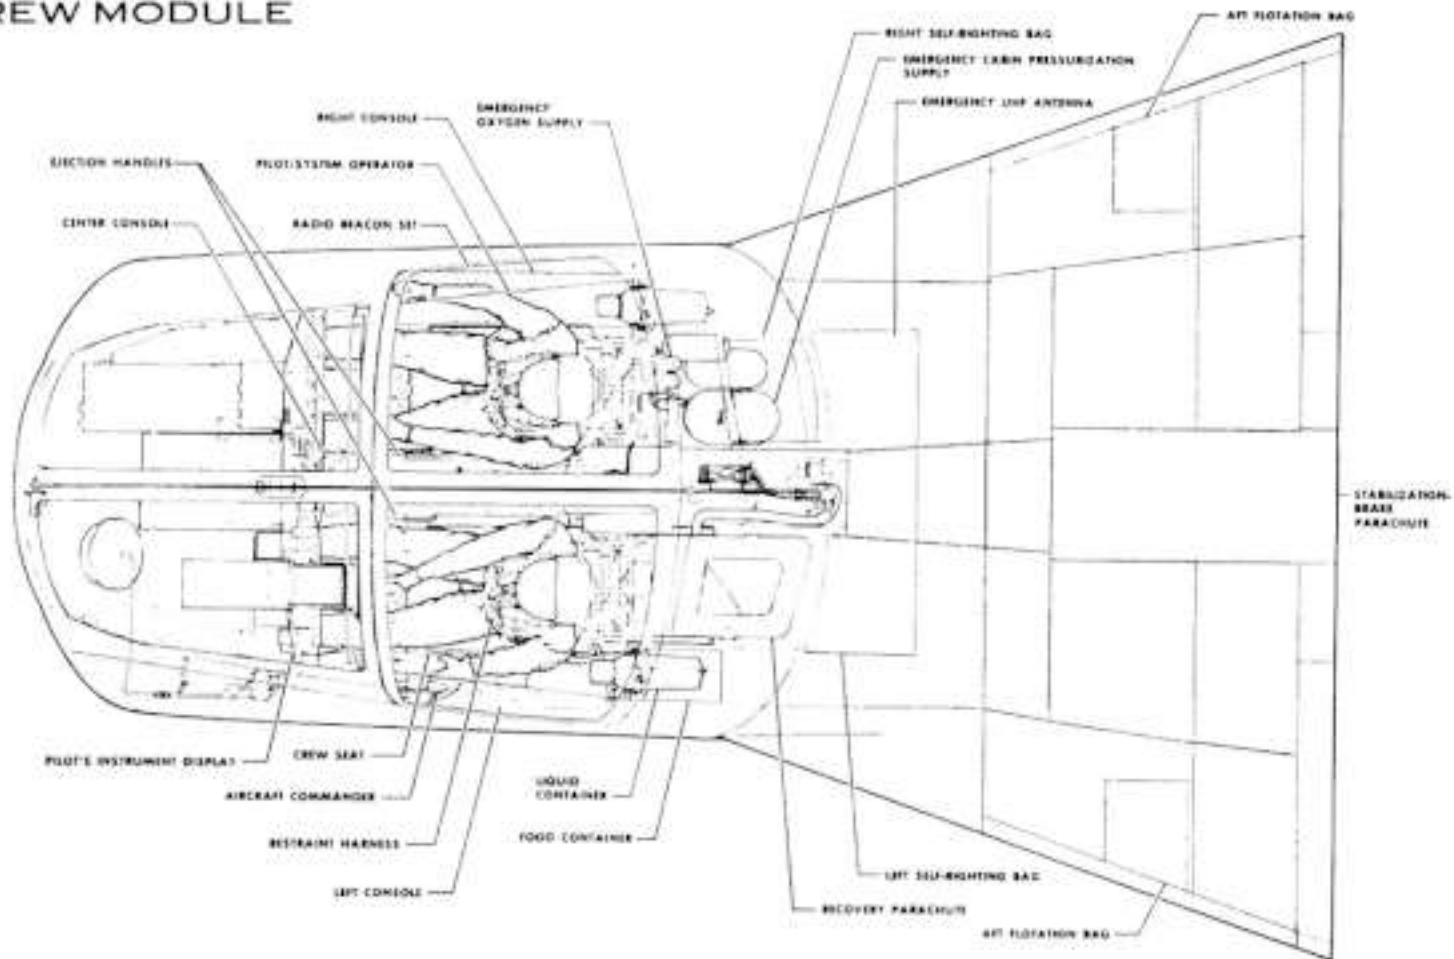 REW MODULE
AFT FLOTATION BAG
RIGHT SELF-RIGHTING BAG
EMERGENCY CABIN PRESSURIZATION
SUPPLY
EMERGENCY UHF ANTENNA
EMERGENCY
OXYGEN SUPPLY
RIGHT CONSOLE
EJECTION HANDLES
PILOT/SYSTEM OPERATOR
CENTER CONSOLE
RADIO BEACON SET
STABILIZATION-
BRAKE
PARACHUTE
PILOT'S INSTRUMENT DISPLAY
CREW SEAT
AIRCRAFT COMMANDER
LIQUID
CONTAINER
RESTRAINT HARNESS
FOOD CONTAINER
LEFT CONSOLE
LEFT SELF-RIGHTING BAG
RECOVERY PARACHUTE
AFT FLOTATION BAG